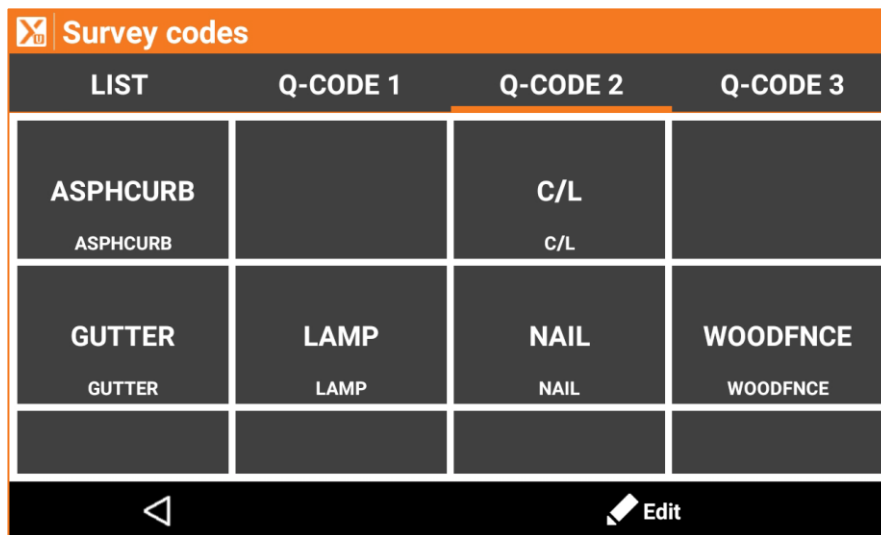 Survey codes
LIST Q-CODE 1 Q-CODE 2 Q-CODE 3
ASPHCURB C/L
ASPHCURB C/L
GUTTER LAMP NAIL WOODFNCE
GUTTER LAMP NAIL WOODFNCE
Edit